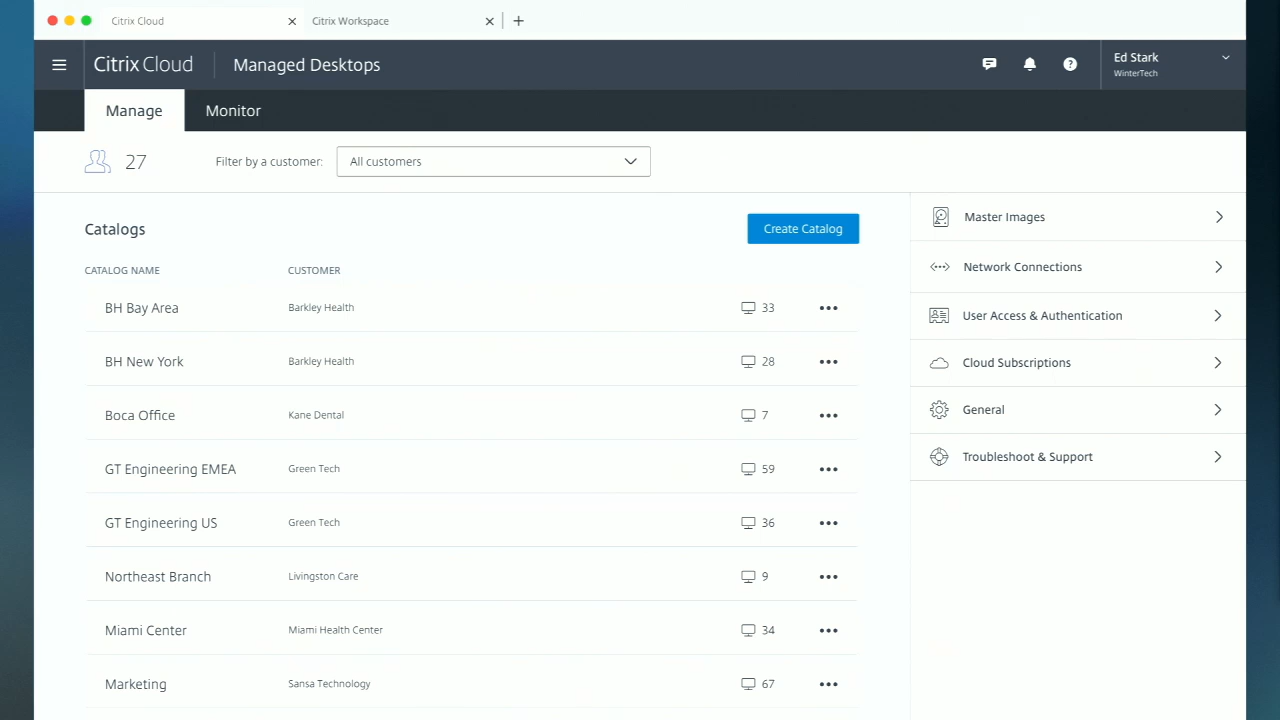 Citrix Cloud
Citrix Workspace
Citrix Cloud
Managed Desktops
Ed Stark
WinterTech
Manage
Monitor
27
Filter by a customer:
All customers
Catalogs
Create Catalog
CATALOG NAME
CUSTOMER
BH Bay Area
Barkley Health
33
BH New York
Barkley Health
28
Boca Office
Kane Dental
7
GT Engineering EMEA
Green Tech
59
GT Engineering US
Green Tech
36
Northeast Branch
Livingston Care
9
Miami Center
Miami Health Center
34
Marketing
Sansa Technology
67
Master Images
Network Connections
User Access & Authentication
Cloud Subscriptions
General
Troubleshoot & Support